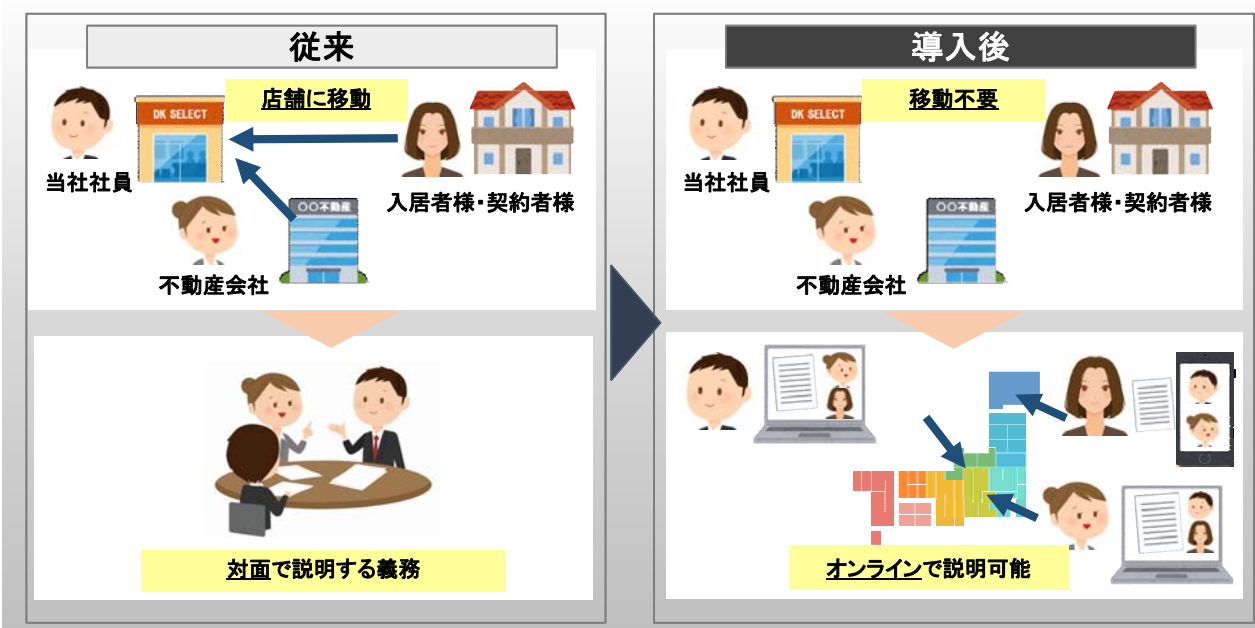 従来
店舗に移動
DK SELECT
当社社員
入居者様・契約者様
〇〇不動産
不動産会社
対面で説明する義務
導入後
移動不要
DK SELECT
当社社員
入居者様・契約者様
〇〇不動産
不動産会社
オンラインで説明可能